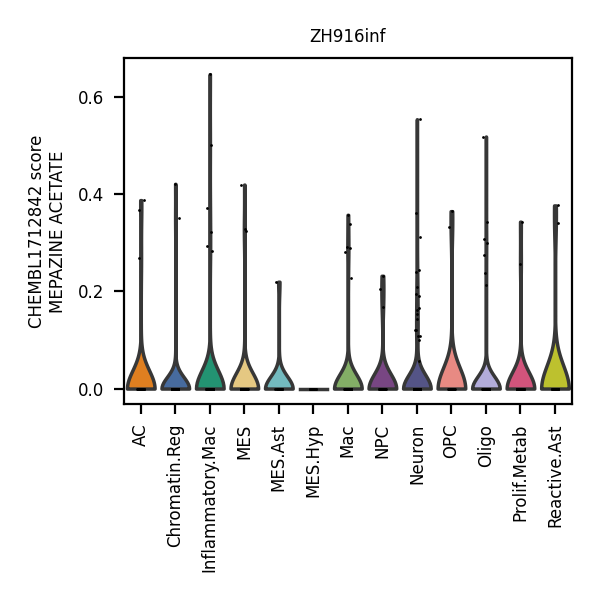 ZH916inf
CHEMBL1712842 score
MEPAZINE ACETATE
0.6
0.4
0.2
0.0
AC
Chromatin.Reg
Inflammatory.Mac
MES
MES.Ast
MES.Hyp
Mac
NPC
Neuron
OPC
Oligo
Prolif.Metab
Reactive.Ast